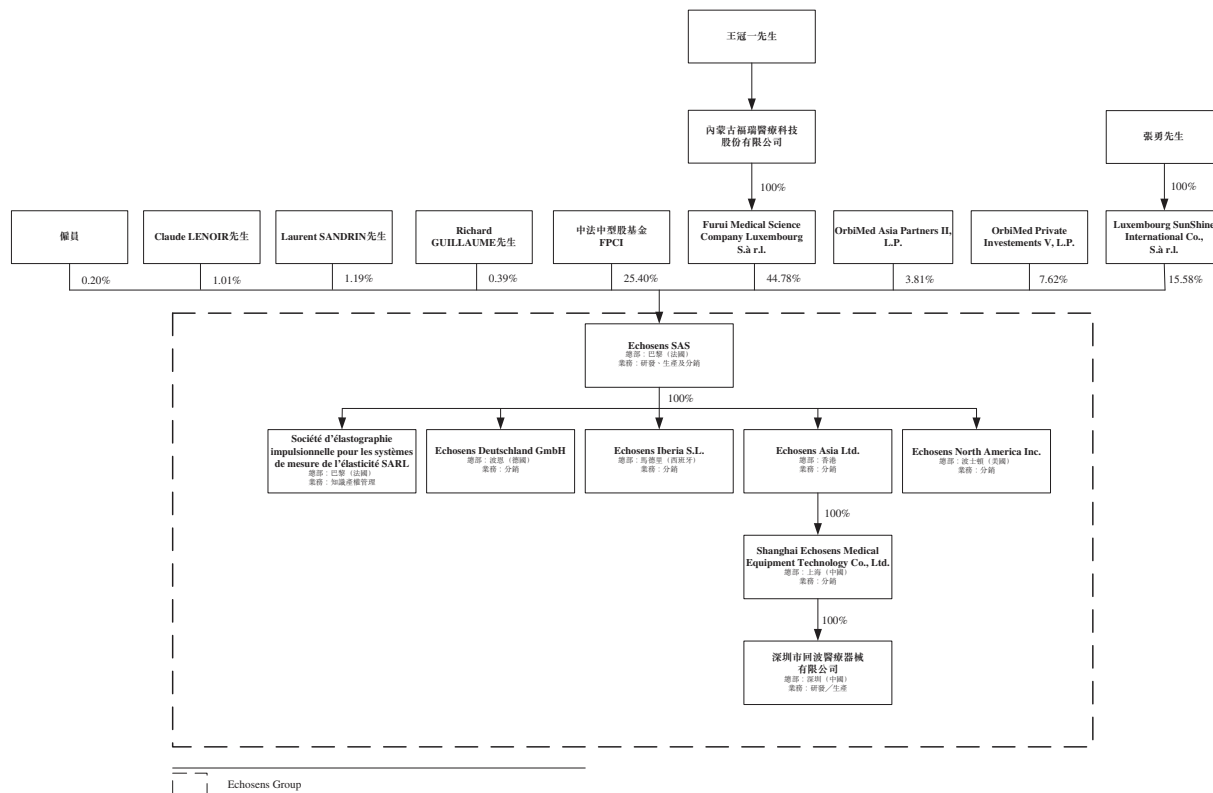 王冠一先生
內蒙古福瑞醫療科技
股份有限公司
張勇先生
100%
100%
僱員
Claude LENOIR先生
Laurent SANDRIN先生
Richard
GUILLAUME先生
中法中型股基金
FPCI
Furui Medical Science
Company Luxembourg
S.à r.l.
OrbiMed Asia Partners II,
L.P.
OrbiMed Private
Investements V, L.P.
Luxembourg SunShine
International Co.,
S.à r.l.
0.20%
1.01%
1.19%
0.39%
25.40%
44.78%
3.81%
7.62%
15.58%
Echosens SAS
總部：巴黎（法國）
業務：研發、生產及分銷
100%
Société d’élastographie
impulsionnelle pour les systèmes
de mesure de l’élasticité SARL
總部：巴黎（法國）
業務：知識產權管理
Echosens Deutschland GmbH
總部：波恩（德國）
業務：分銷
Echosens Iberia S.L.
總部：馬德里（西班牙）
業務：分銷
Echosens Asia Ltd.
總部：香港
業務：分銷
Echosens North America Inc.
總部：波士頓（美國）
業務：分銷
100%
Shanghai Echosens Medical
Equipment Technology Co., Ltd.
總部：上海（中國）
業務：分銷
100%
深圳市回波醫療器械
有限公司
總部：深圳（中國）
業務：研發／生產
Echosens Group